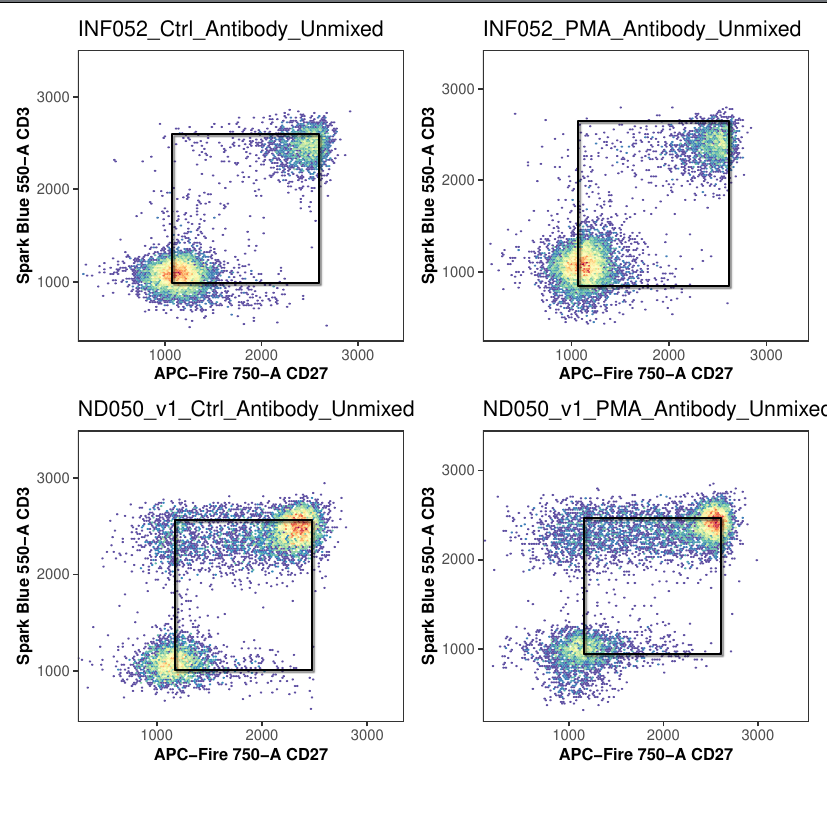 INF052_Ctrl_Antibody_Unmixed
INF052_PMA_Antibody_Unmixed
Spark Blue 550−A CD3
3000
2000
1000
1000 2000 3000
APC−Fire 750−A CD27
Spark Blue 550−A CD3
3000
2000
1000
1000 2000 3000
APC−Fire 750−A CD27
ND050_v1_Ctrl_Antibody_Unmixed
ND050_v1_PMA_Antibody_Unmixed
Spark Blue 550−A CD3
3000
2000
1000
1000 2000 3000
APC−Fire 750−A CD27
Spark Blue 550−A CD3
3000
2000
1000
1000 2000 3000
APC−Fire 750−A CD27